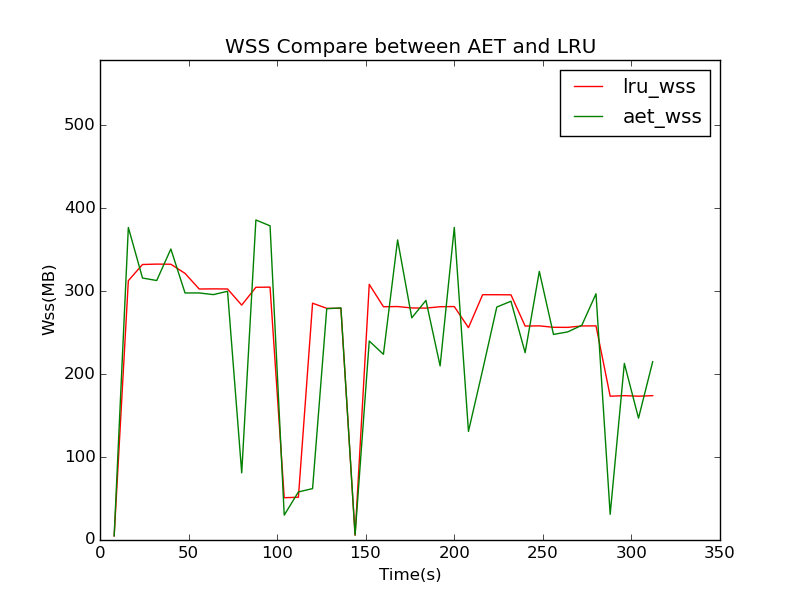 WSS Compare between AET and LRU
lru_wss
aet_wss
500
400
300
200
100
0
Wss(MB)
0 50 100 150 200 250 300 350
Time(s)